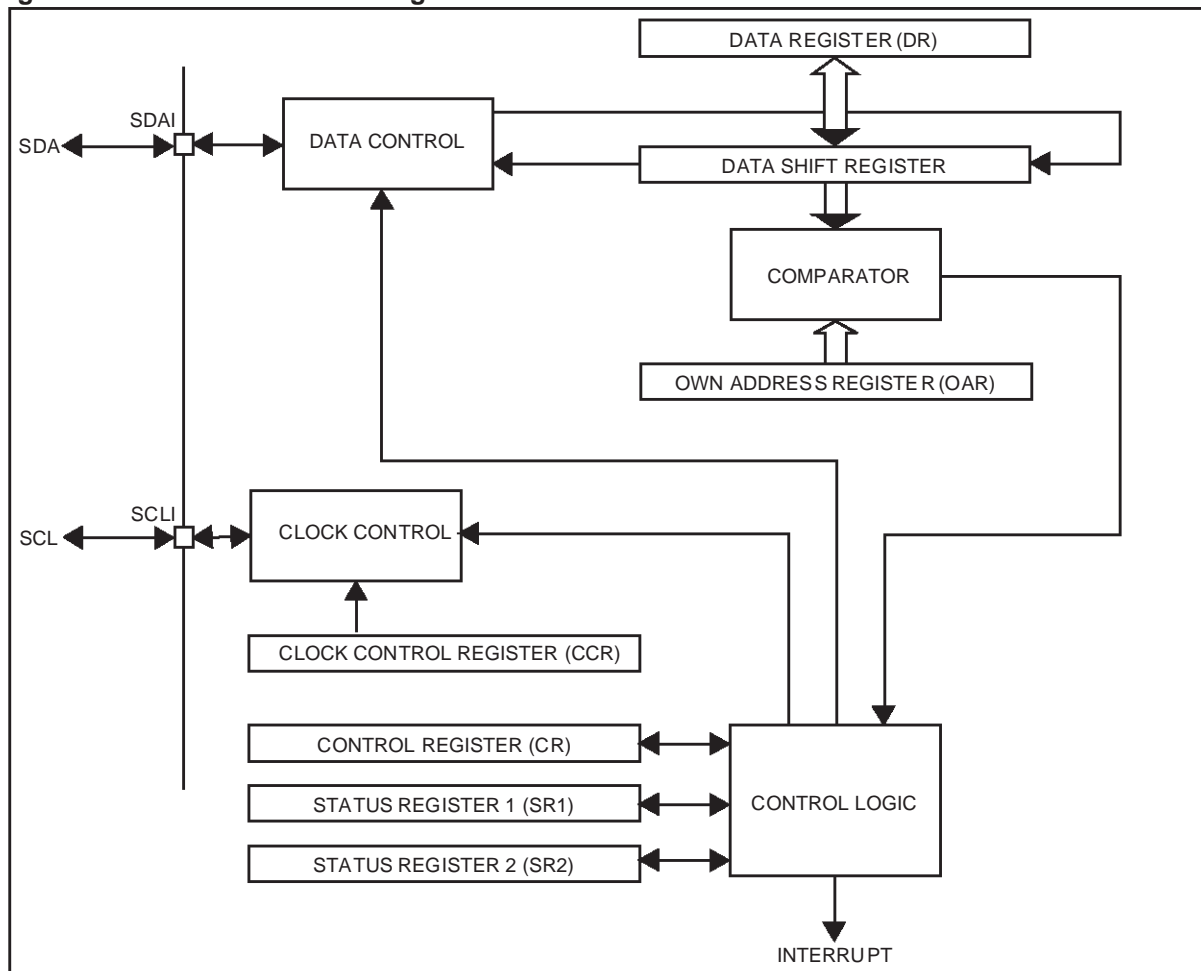 DATA REGISTER (DR)
SDAI
SDA
DATA CONTROL
DATA SHIFT REGISTER
COMPARATOR
OWN ADDRESS REGISTER (OAR)
SCLI
SCL
CLOCK CONTROL
CLOCK CONTROL REGISTER (CCR)
CONTROL REGISTER (CR)
STATUS REGISTER 1 (SR1)
CONTROL LOGIC
STATUS REGISTER 2 (SR2)
INTERRUPT